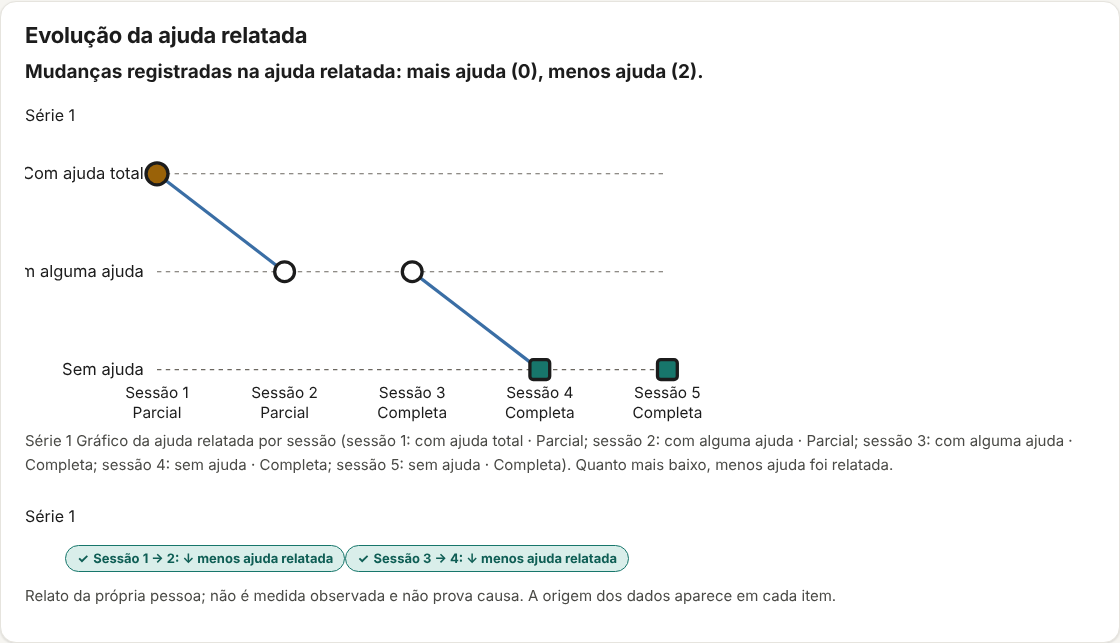 Evolução da ajuda relatada
Mudanças registradas na ajuda relatada: mais ajuda (0), menos ajuda (2).
Série 1
Com ajuda total
alguma ajuda
Sem ajuda
Sessão 1 Sessão 2 Sessão 3 Sessão 4 Sessão 5
Parcial Parcial Completa Completa Completa
Série 1 Gráfico da ajuda relatada por sessão (sessão 1: com ajuda total · Parcial; sessão 2: com alguma ajuda · Parcial; sessão 3: com alguma ajuda ·
Completa; sessão 4: sem ajuda · Completa; sessão 5: sem ajuda · Completa). Quanto mais baixo, menos ajuda foi relatada.
Série 1
✓ Sessão 1 → 2: ↓ menos ajuda relatada ✓ Sessão 3 → 4: ↓ menos ajuda relatada
Relato da própria pessoa; não é medida observada e não prova causa. A origem dos dados aparece em cada item.